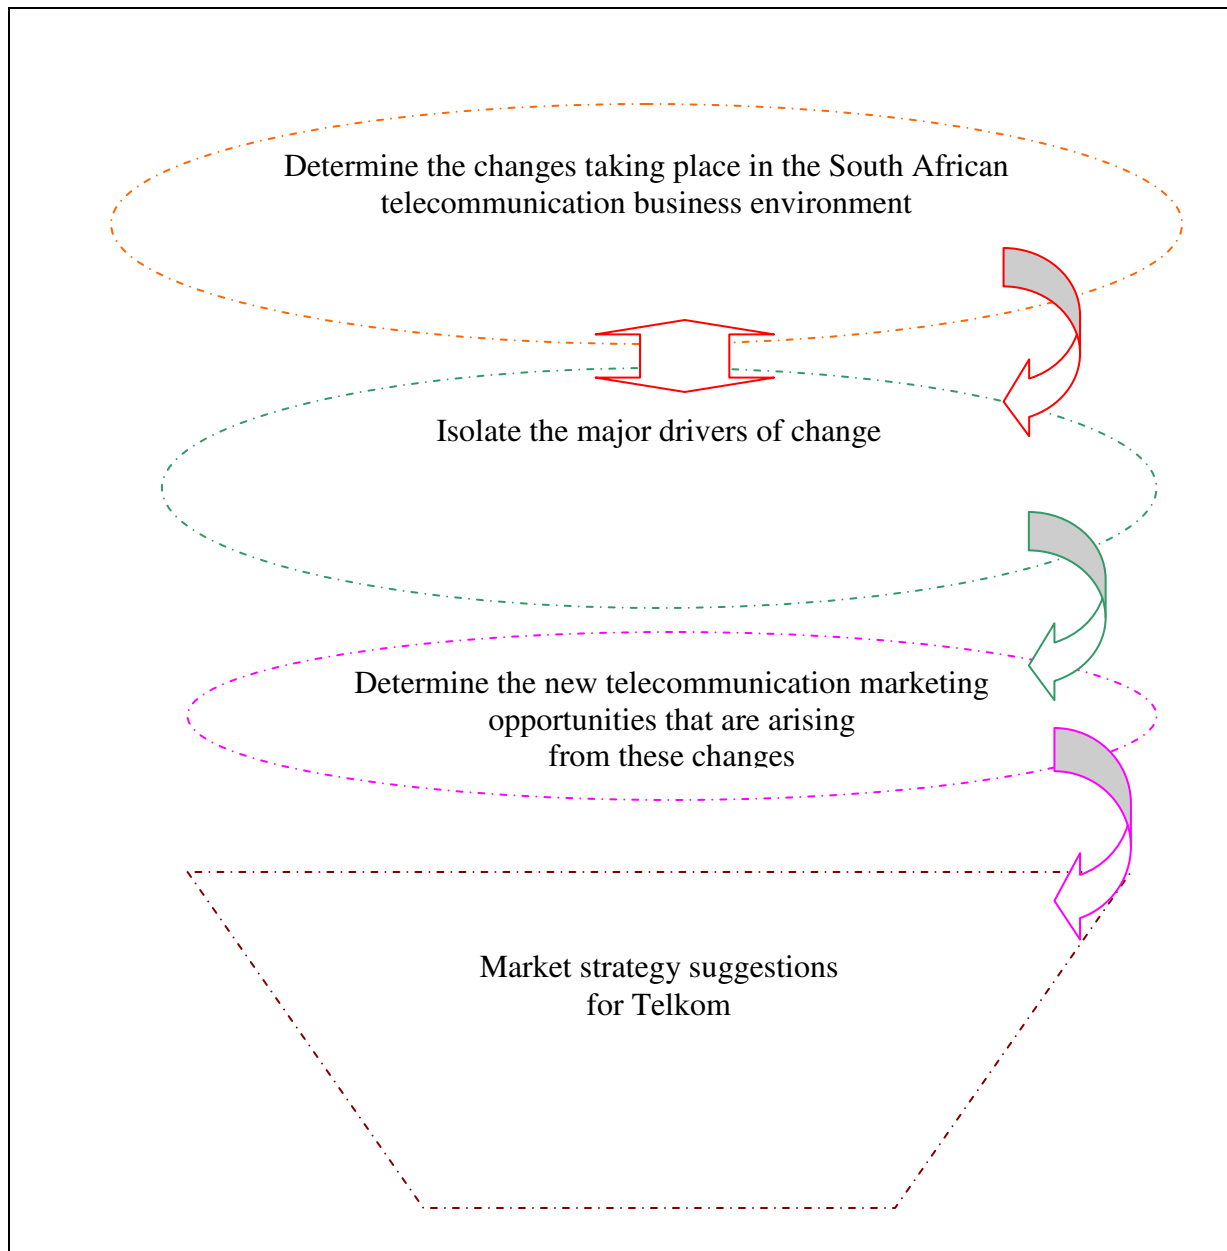 Determine the changes taking place in the South African
telecommunication business environment
Isolate the major drivers of change
Determine the new telecommunication marketing
opportunities that are arising
from these changes
Market strategy suggestions
for Telkom